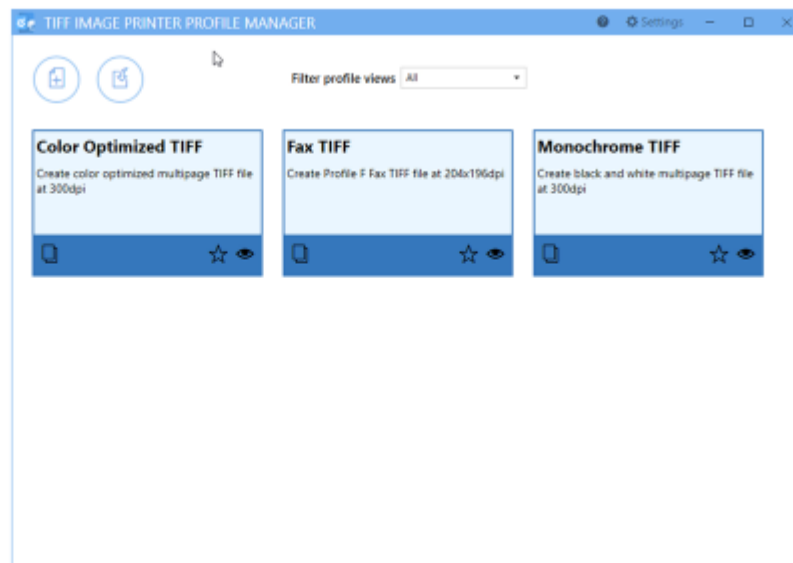 TIFF IMAGE PRINTER PROFILE MANAGER
Settings
Filter profile views All
Color Optimized TIFF
Create color optimized multipage TIFF file
at 300dpi
Fax TIFF
Create Profile F Fax TIFF file at 204x196dpi
Monochrome TIFF
Create black and white multipage TIFF file
at 300dpi